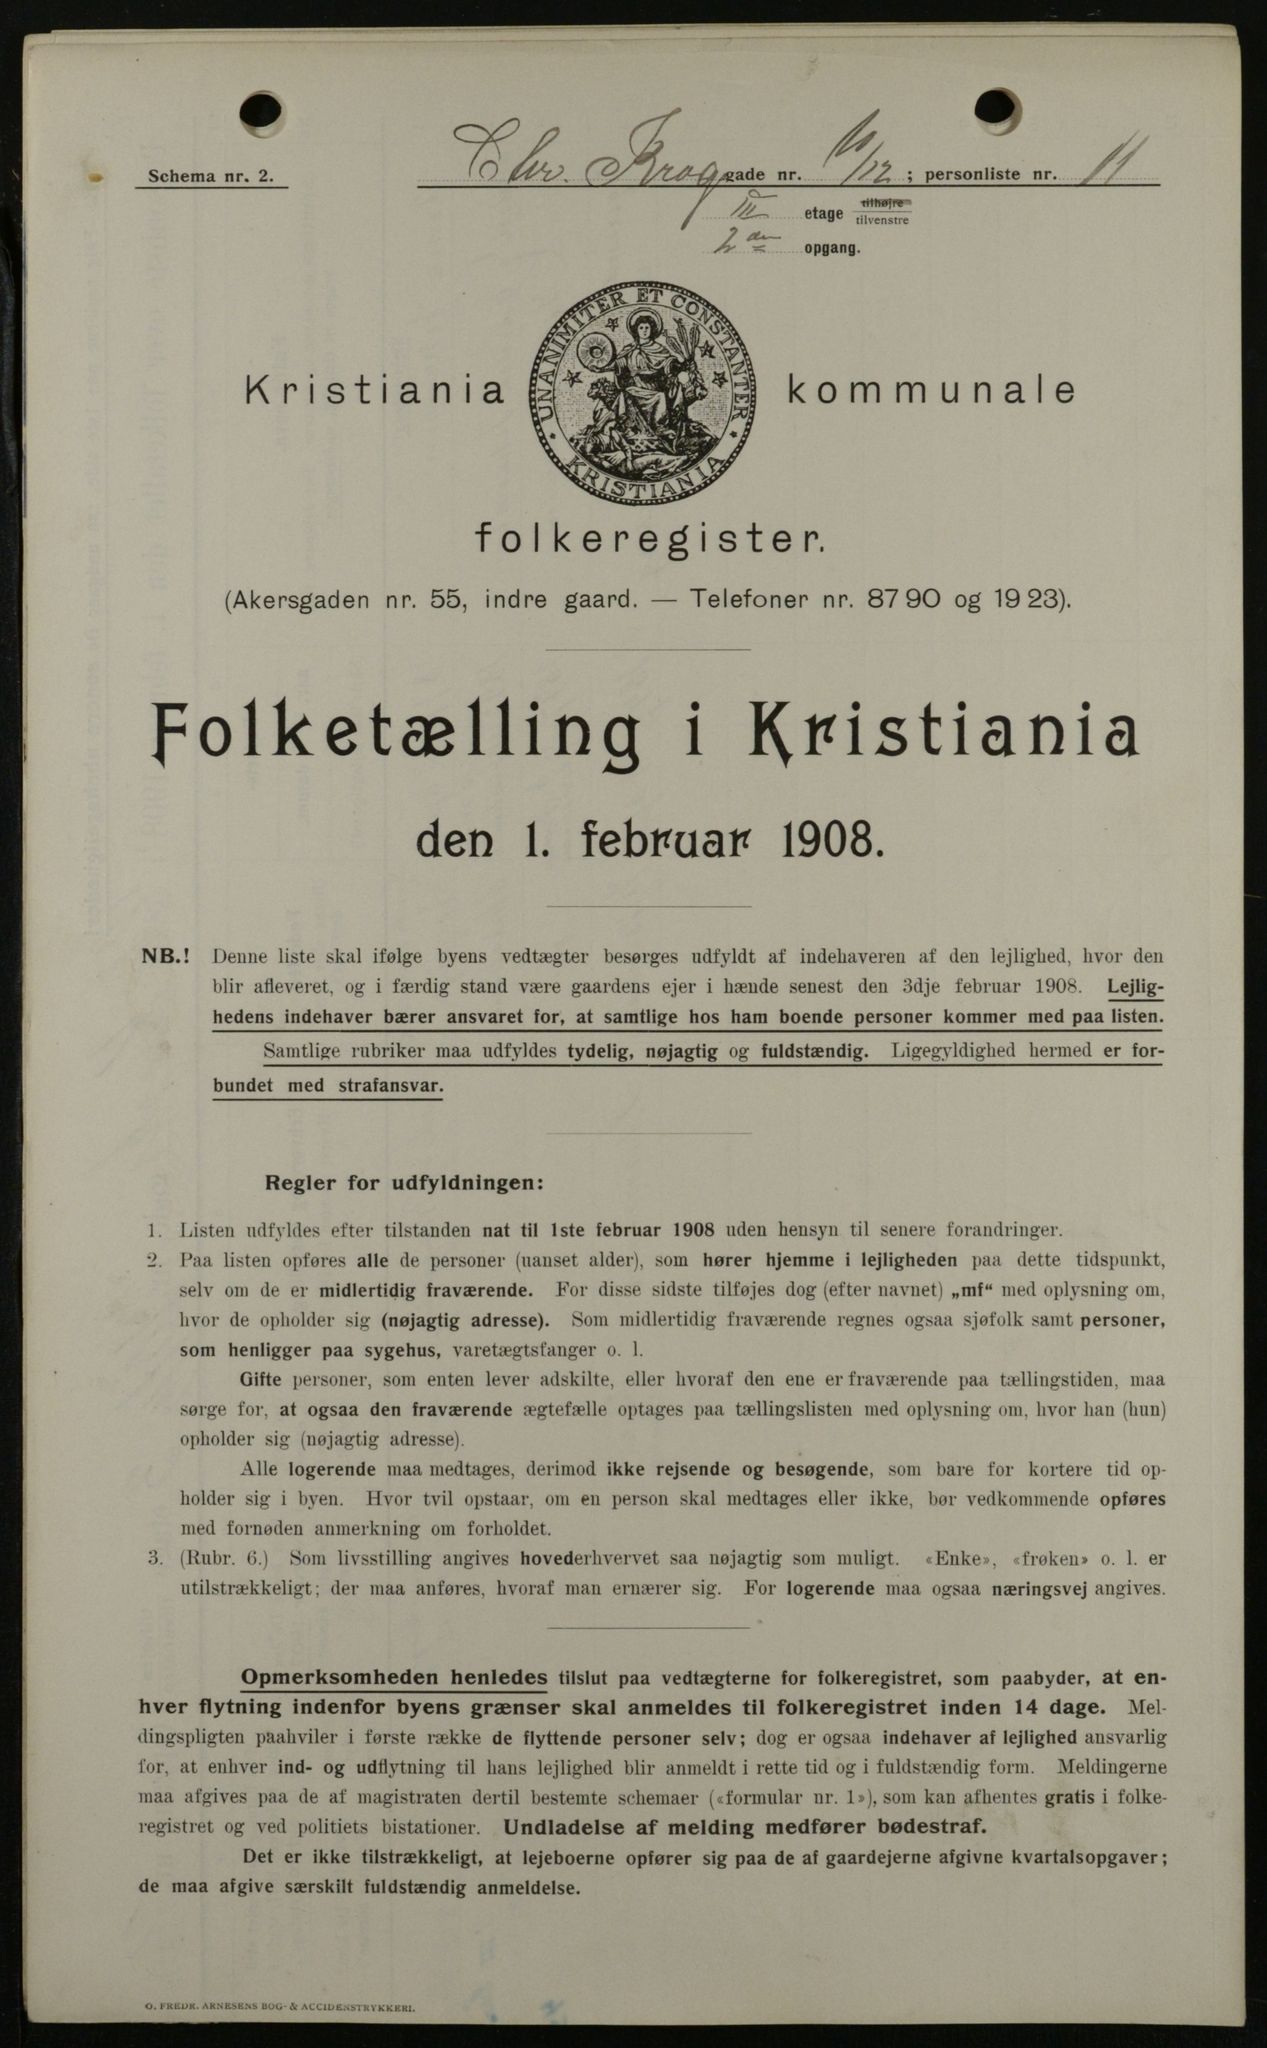 Schema nr. 2.
Chr. Krog gade nr. 10/12 ; personliste nr. 11
III etage tilhøjre
tilvenstre
2den opgang.
UNANIMITER ET CONSTANTER
KRISTIANIA
Kristiania kommunale
folkeregister.
(Akersgaden nr. 55, indre gaard. — Telefoner nr. 87 90 og 19 23).
Folketælling i Kristiania
den 1. februar 1908.
NB.! Denne liste skal ifølge byens vedtægter besørges udfyldt af indehaveren af den lejlighed, hvor den
blir afleveret, og i færdig stand være gaardens ejer i hænde senest den 3dje februar 1908. Lejlig-
hedens indehaver bærer ansvaret for, at samtlige hos ham boende personer kommer med paa listen.
Samtlige rubriker maa udfyldes tydelig, nøjagtig og fuldstændig. Ligegyldighed hermed er for-
bundet med strafansvar.
Regler for udfyldningen:
1. Listen udfyldes efter tilstanden nat til 1ste februar 1908 uden hensyn til senere forandringer.
2. Paa listen opføres alle de personer (uanset alder), som hører hjemme i lejligheden paa dette tidspunkt,
selv om de er midlertidig fraværende. For disse sidste tilføjes dog (efter navnet) „mf“ med oplysning om,
hvor de opholder sig (nøjagtig adresse). Som midlertidig fraværende regnes ogsaa sjøfolk samt personer,
som henligger paa sygehus, varetægtsfanger o. l.
Gifte personer, som enten lever adskilte, eller hvoraf den ene er fraværende paa tællingstiden, maa
sørge for, at ogsaa den fraværende ægtefælle optages paa tællingslisten med oplysning om, hvor han (hun)
opholder sig (nøjagtig adresse).
Alle logerende maa medtages, derimod ikke rejsende og besøgende, som bare for kortere tid op-
holder sig i byen. Hvor tvil opstaar, om en person skal medtages eller ikke, bør vedkommende opføres
med fornøden anmerkning om forholdet.
3. (Rubr. 6.) Som livsstilling angives hovederhvervet saa nøjagtig som muligt. «Enke», «frøken» o. l. er
utilstrækkeligt; der maa anføres, hvoraf man ernærer sig. For logerende maa ogsaa næringsvej angives.
Opmerksomheden henledes tilslut paa vedtægterne for folkeregistret, som paabyder, at en-
hver flytning indenfor byens grænser skal anmeldes til folkeregistret inden 14 dage. Mel-
dingspligten paahviler i første række de flyttende personer selv; dog er ogsaa indehaver af lejlighed ansvarlig
for, at enhver ind- og udflytning til hans lejlighed blir anmeldt i rette tid og i fuldstændig form. Meldingerne
maa afgives paa de af magistraten dertil bestemte schemaer («formular nr. 1»), som kan afhentes gratis i folke-
registret og ved politiets bistationer. Undladelse af melding medfører bødestraf.
Det er ikke tilstrækkeligt, at lejeboerne opfører sig paa de af gaardejerne afgivne kvartalsopgaver;
de maa afgive særskilt fuldstændig anmeldelse.
O. FREDR. ARNESENS BOG- & ACCIDENSTRYKKERI.